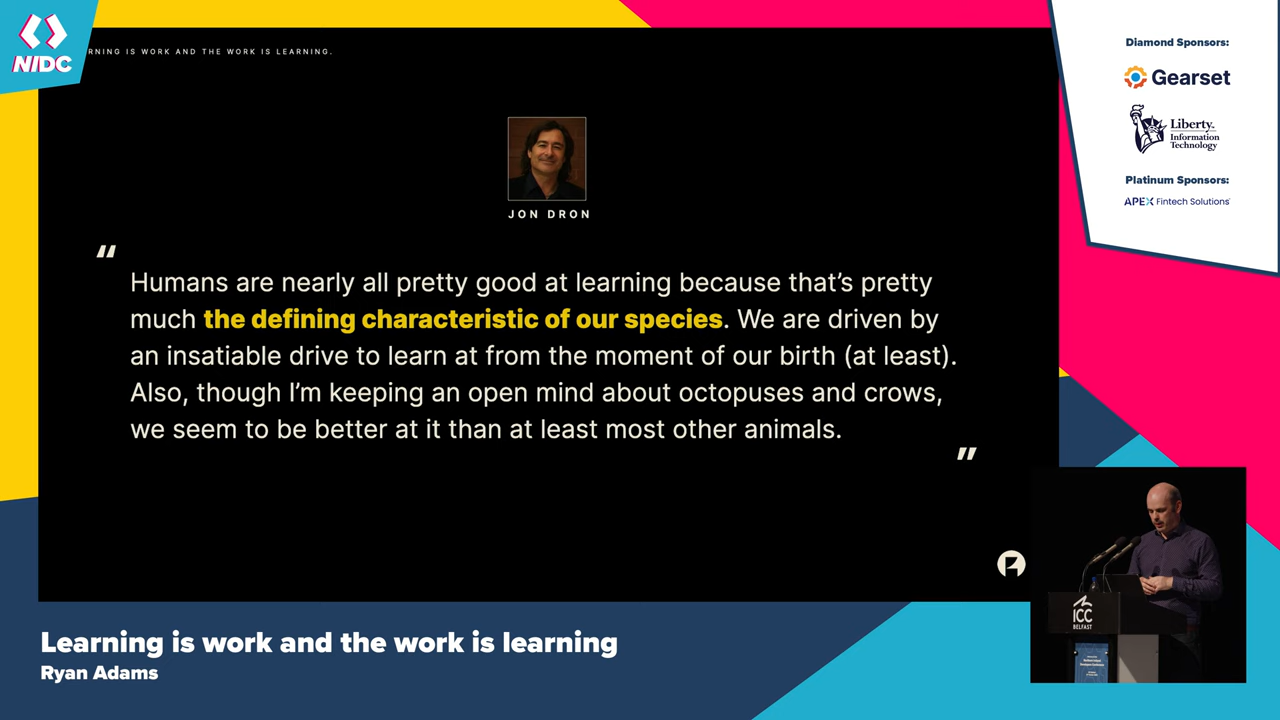 NIDC
RNING IS WORK AND THE WORK IS LEARNING.
JON DRON
“
Humans are nearly all pretty good at learning because that’s pretty
much the defining characteristic of our species. We are driven by
an insatiable drive to learn at from the moment of our birth (at least).
Also, though I’m keeping an open mind about octopuses and crows,
we seem to be better at it than at least most other animals.
”
Diamond Sponsors:
Gearset
Liberty
Information
Technology
Platinum Sponsors:
APEX Fintech Solutions
ICC
BELFAST
Learning is work and the work is learning
Ryan Adams